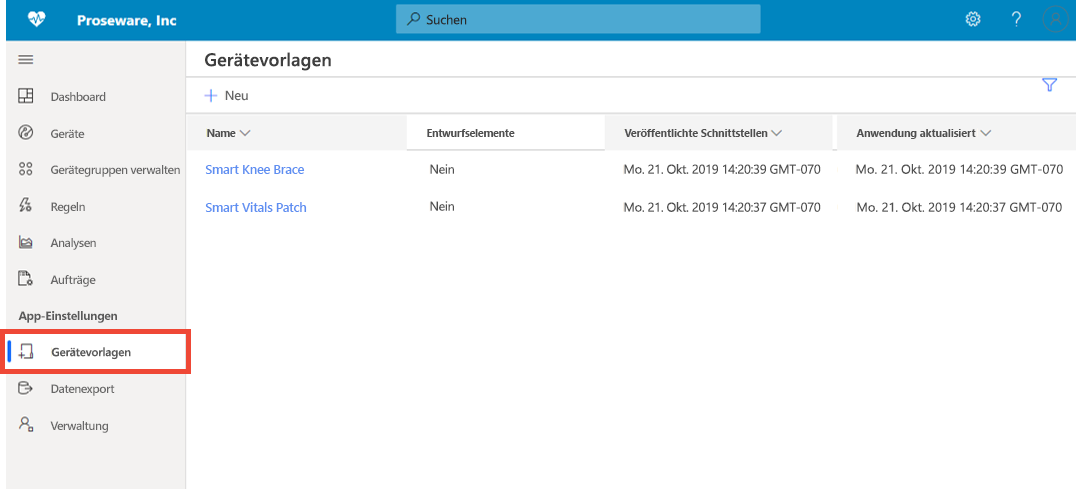 Proseware, Inc
Suchen
?
Gerätevorlagen
Neu
Dashboard
Geräte
Gerätegruppen verwalten
Regeln
Analysen
Aufträge
App-Einstellungen
Gerätevorlagen
Datenexport
Verwaltung
Name Entwurfselemente Veröffentlichte Schnittstellen Anwendung aktualisiert
Smart Knee Brace Nein Mo. 21. Okt. 2019 14:20:39 GMT-070 Mo. 21. Okt. 2019 14:20:39 GMT-070
Smart Vitals Patch Nein Mo. 21. Okt. 2019 14:20:37 GMT-070 Mo. 21. Okt. 2019 14:20:37 GMT-070